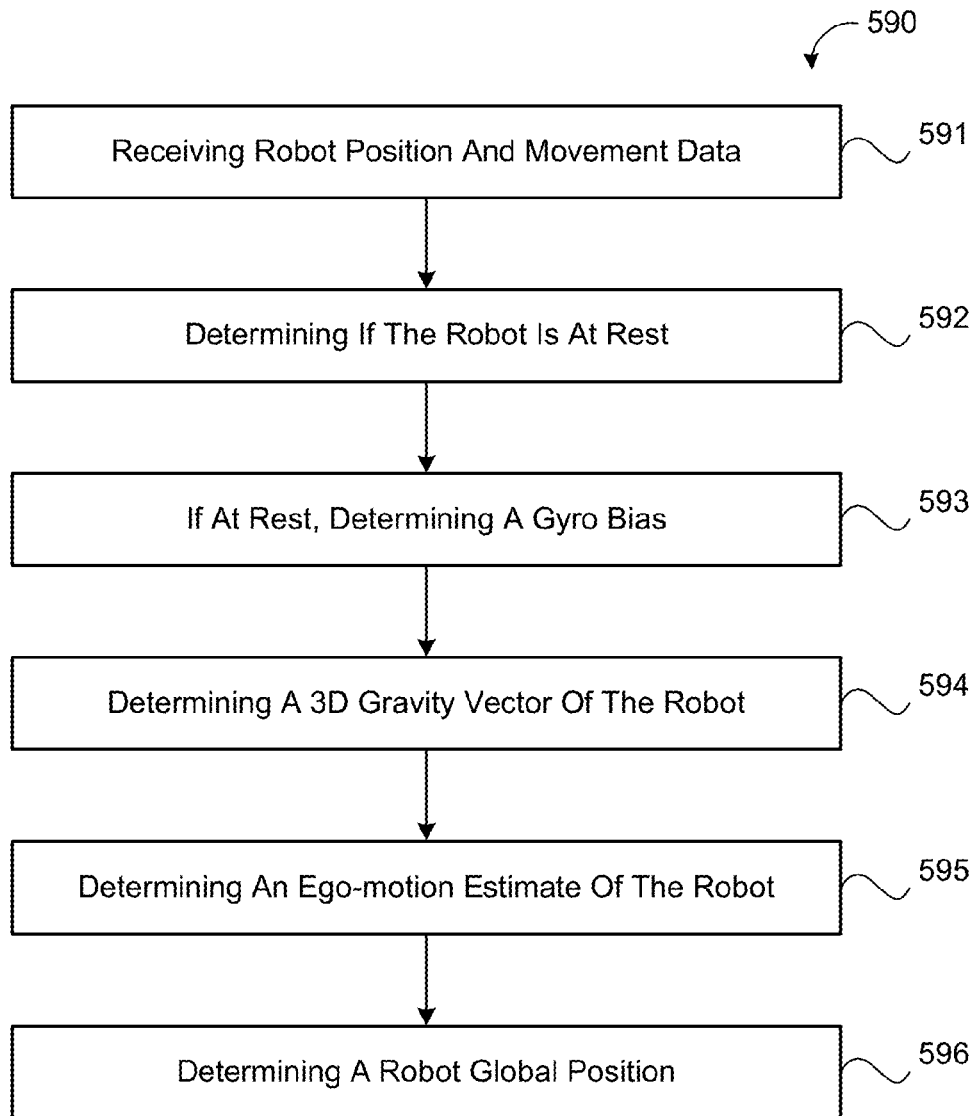 590
Receiving Robot Position And Movement Data
591
Determining If The Robot Is At Rest
592
If At Rest, Determining A Gyro Bias
593
Determining A 3D Gravity Vector Of The Robot
594
Determining An Ego-motion Estimate Of The Robot
595
Determining A Robot Global Position
596